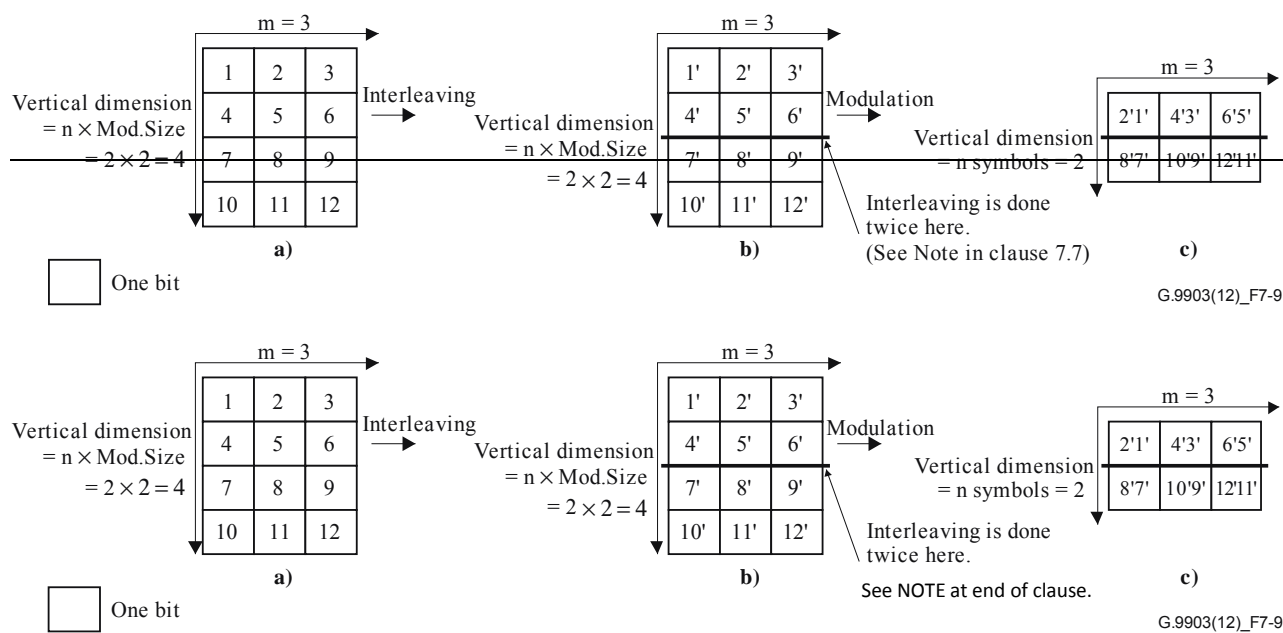 m = 3
Vertical dimension
= n × Mod.Size
= 2 × 2 = 4
1 2 3
4 5 6
7 8 9
10 11 12
a)
One bit
Interleaving
Vertical dimension
= n × Mod.Size
= 2 × 2 = 4
1' 2' 3'
4' 5' 6'
7' 8' 9'
10' 11' 12'
b)
Modulation
Interleaving is done
twice here.
(See Note in clause 7.7)
m = 3
Vertical dimension
= n symbols = 2
2'1' 4'3' 6'5'
8'7' 10'9' 12'11'
c)
G.9903(12)_F7-9
m = 3
Vertical dimension
= n × Mod.Size
= 2 × 2 = 4
1 2 3
4 5 6
7 8 9
10 11 12
a)
One bit
Interleaving
Vertical dimension
= n × Mod.Size
= 2 × 2 = 4
1' 2' 3'
4' 5' 6'
7' 8' 9'
10' 11' 12'
b)
Modulation
Interleaving is done
twice here.
See NOTE at end of clause.
m = 3
Vertical dimension
= n symbols = 2
2'1' 4'3' 6'5'
8'7' 10'9' 12'11'
c)
G.9903(12)_F7-9